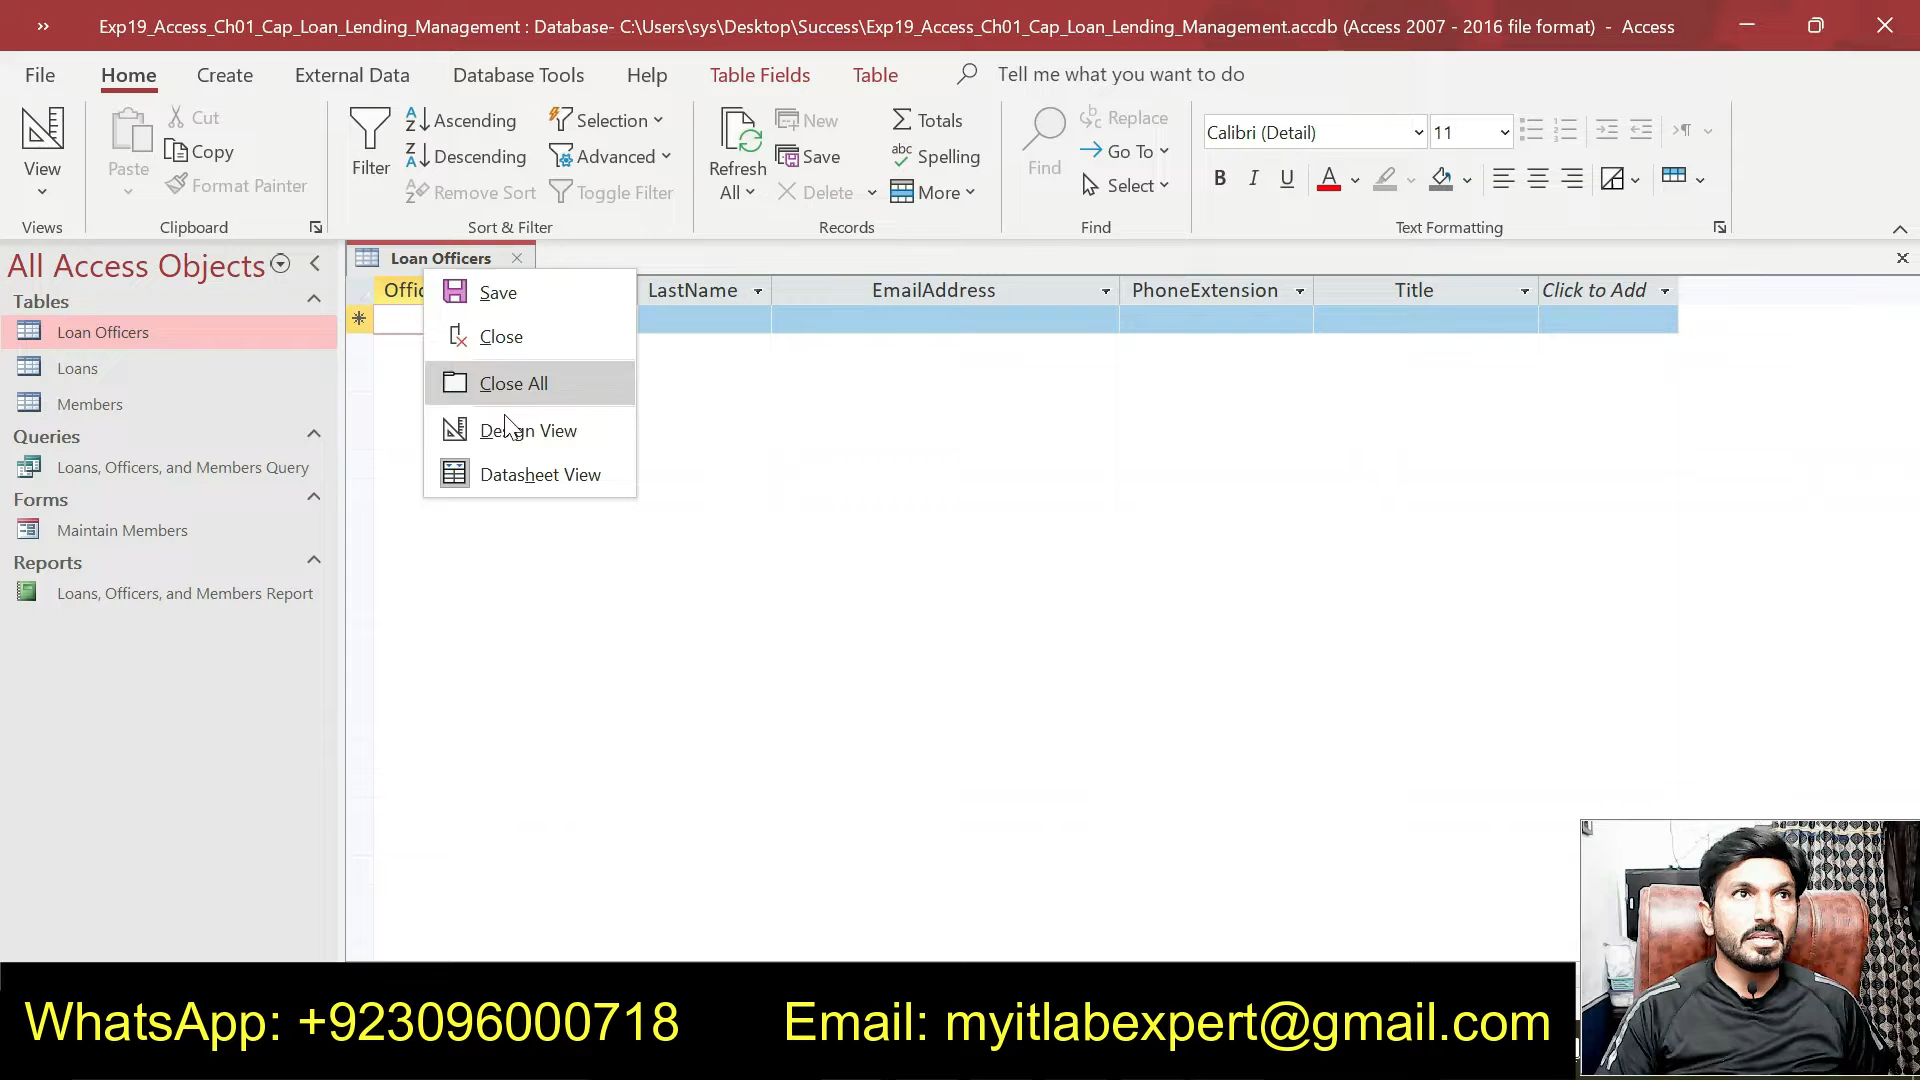 Exp19_Access_Ch01_Cap_Loan_Lending_Management : Database- C:\Users\sys\Desktop\Success\Exp19_Access_Ch01_Cap_Loan_Lending_Management.accdb (Access 2007 - 2016 file format) - Access
File Home Create External Data Database Tools Help Table Fields Table Tell me what you want to do
View
Views
Paste
Cut
Copy
Format Painter
Clipboard
Filter
Ascending
Descending
Remove Sort
Selection
Advanced
Toggle Filter
Sort & Filter
Refresh
All
New
Save
Delete
Totals
Spelling
More
Records
Find
Replace
Go To
Select
Find
Calibri (Detail) 11
B I U
Text Formatting
All Access Objects
Tables
Loan Officers
Loans
Members
Queries
Loans, Officers, and Members Query
Forms
Maintain Members
Reports
Loans, Officers, and Members Report
Loan Officers
Offic LastName EmailAddress PhoneExtension Title Click to Add
Save
Close
Close All
Design View
Datasheet View
WhatsApp: +923096000718 Email: myitlabexpert@gmail.com